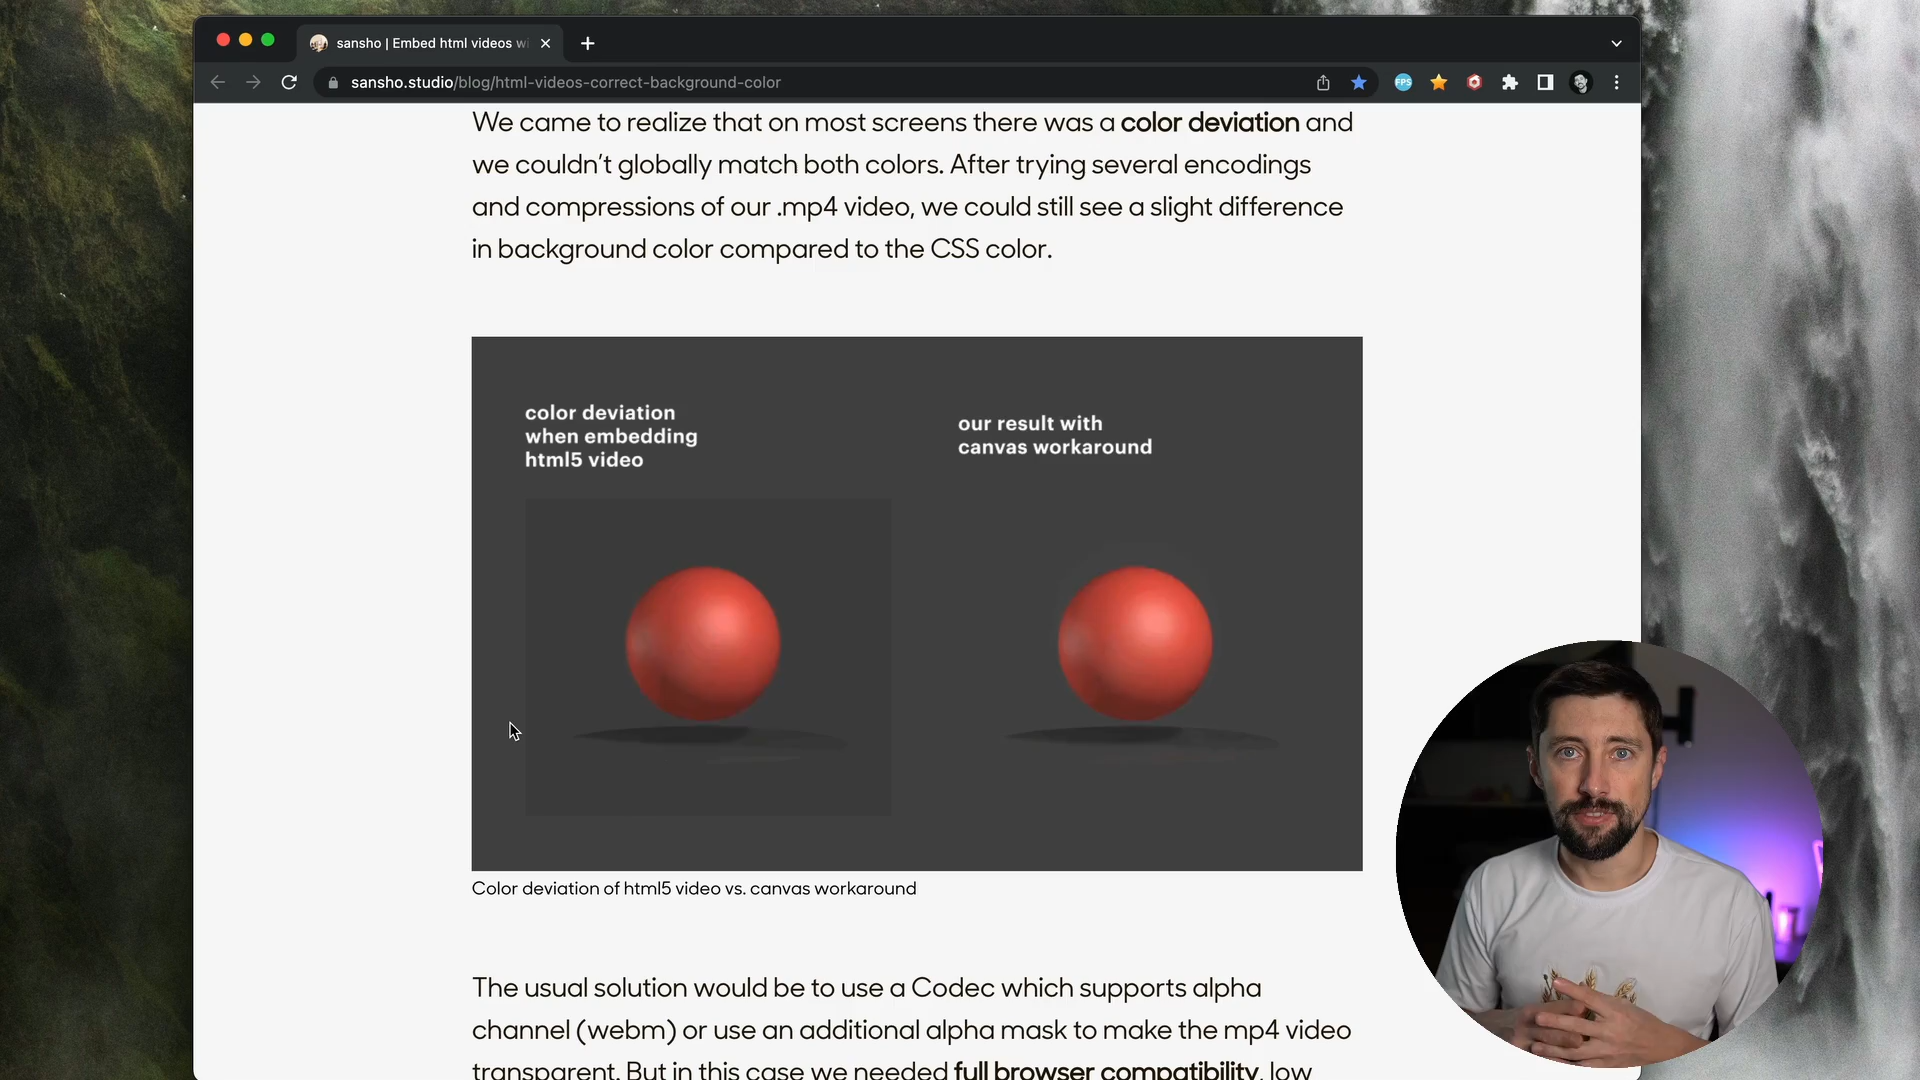 sansho | Embed html videos wi
sansho.studio/blog/html-videos-correct-background-color
FPS
We came to realize that on most screens there was a color deviation and
we couldn’t globally match both colors. After trying several encodings
and compressions of our .mp4 video, we could still see a slight difference
in background color compared to the CSS color.
color deviation
when embedding
html5 video
our result with
canvas workaround
Color deviation of html5 video vs. canvas workaround
The usual solution would be to use a Codec which supports alpha
channel (webm) or use an additional alpha mask to make the mp4 video
transparent. But in this case we needed full browser compatibility, low